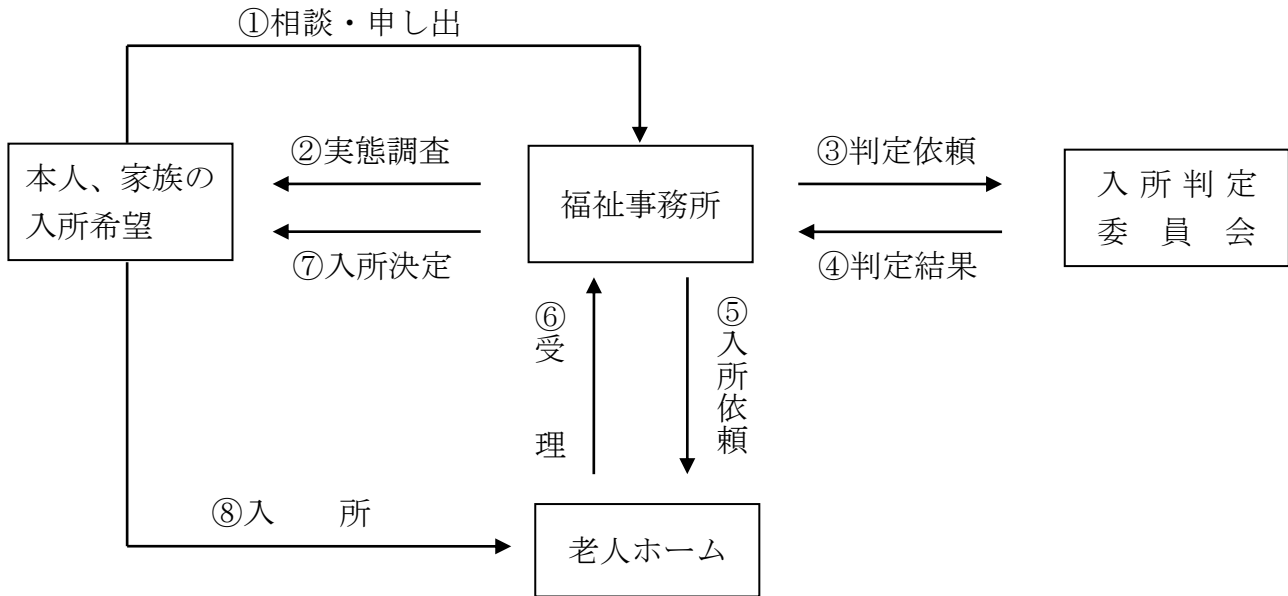 ①相談・申し出
本人、家族の
入所希望
②実態調査
⑦入所決定
福祉事務所
③判定依頼
④判定結果
入所判定
委員会
⑥受理
⑤入所依頼
⑧入所
老人ホーム